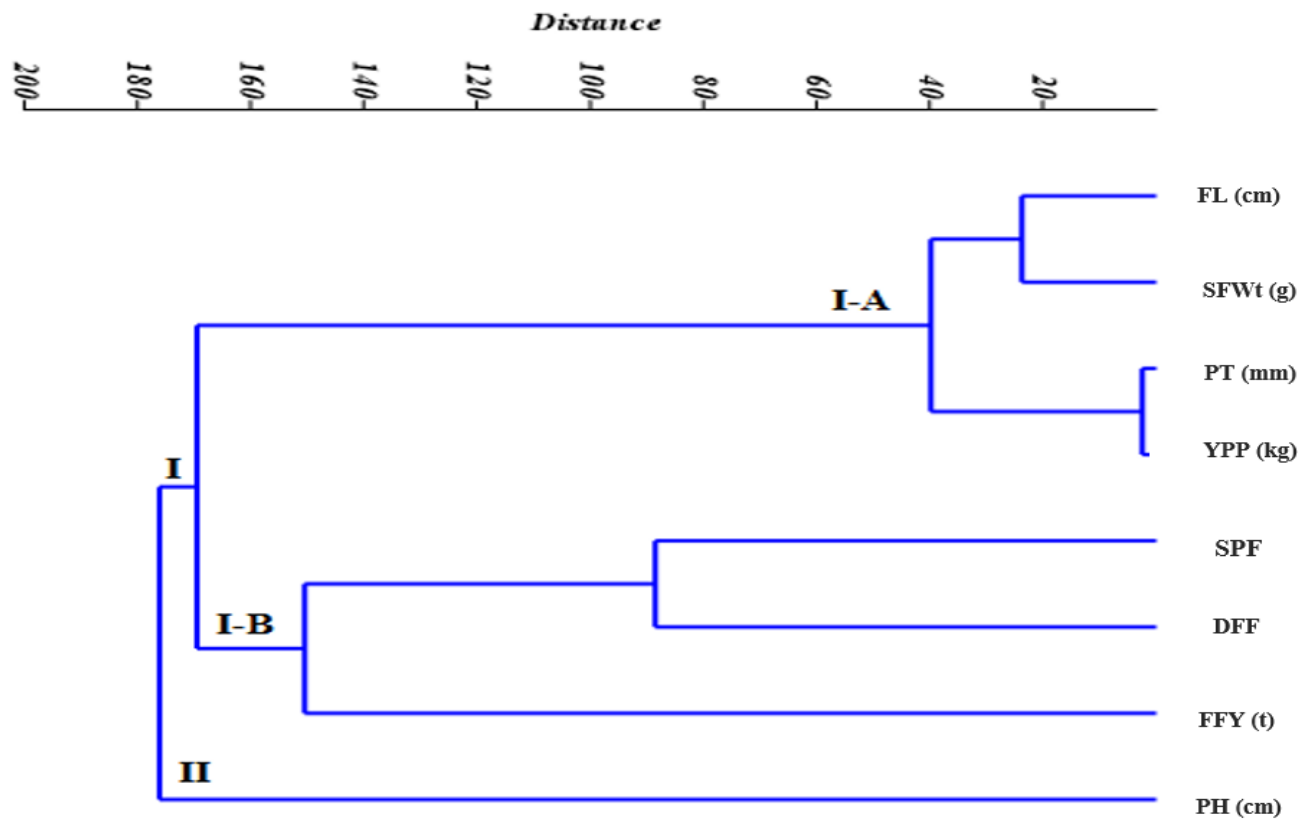 Distance
200 180 160 140 120 100 80 60 40 20
FL (cm)
SFWt (g)
I-A
PT (mm)
YPP (kg)
I
SPF
I-B
DFF
FFY (t)
II
PH (cm)